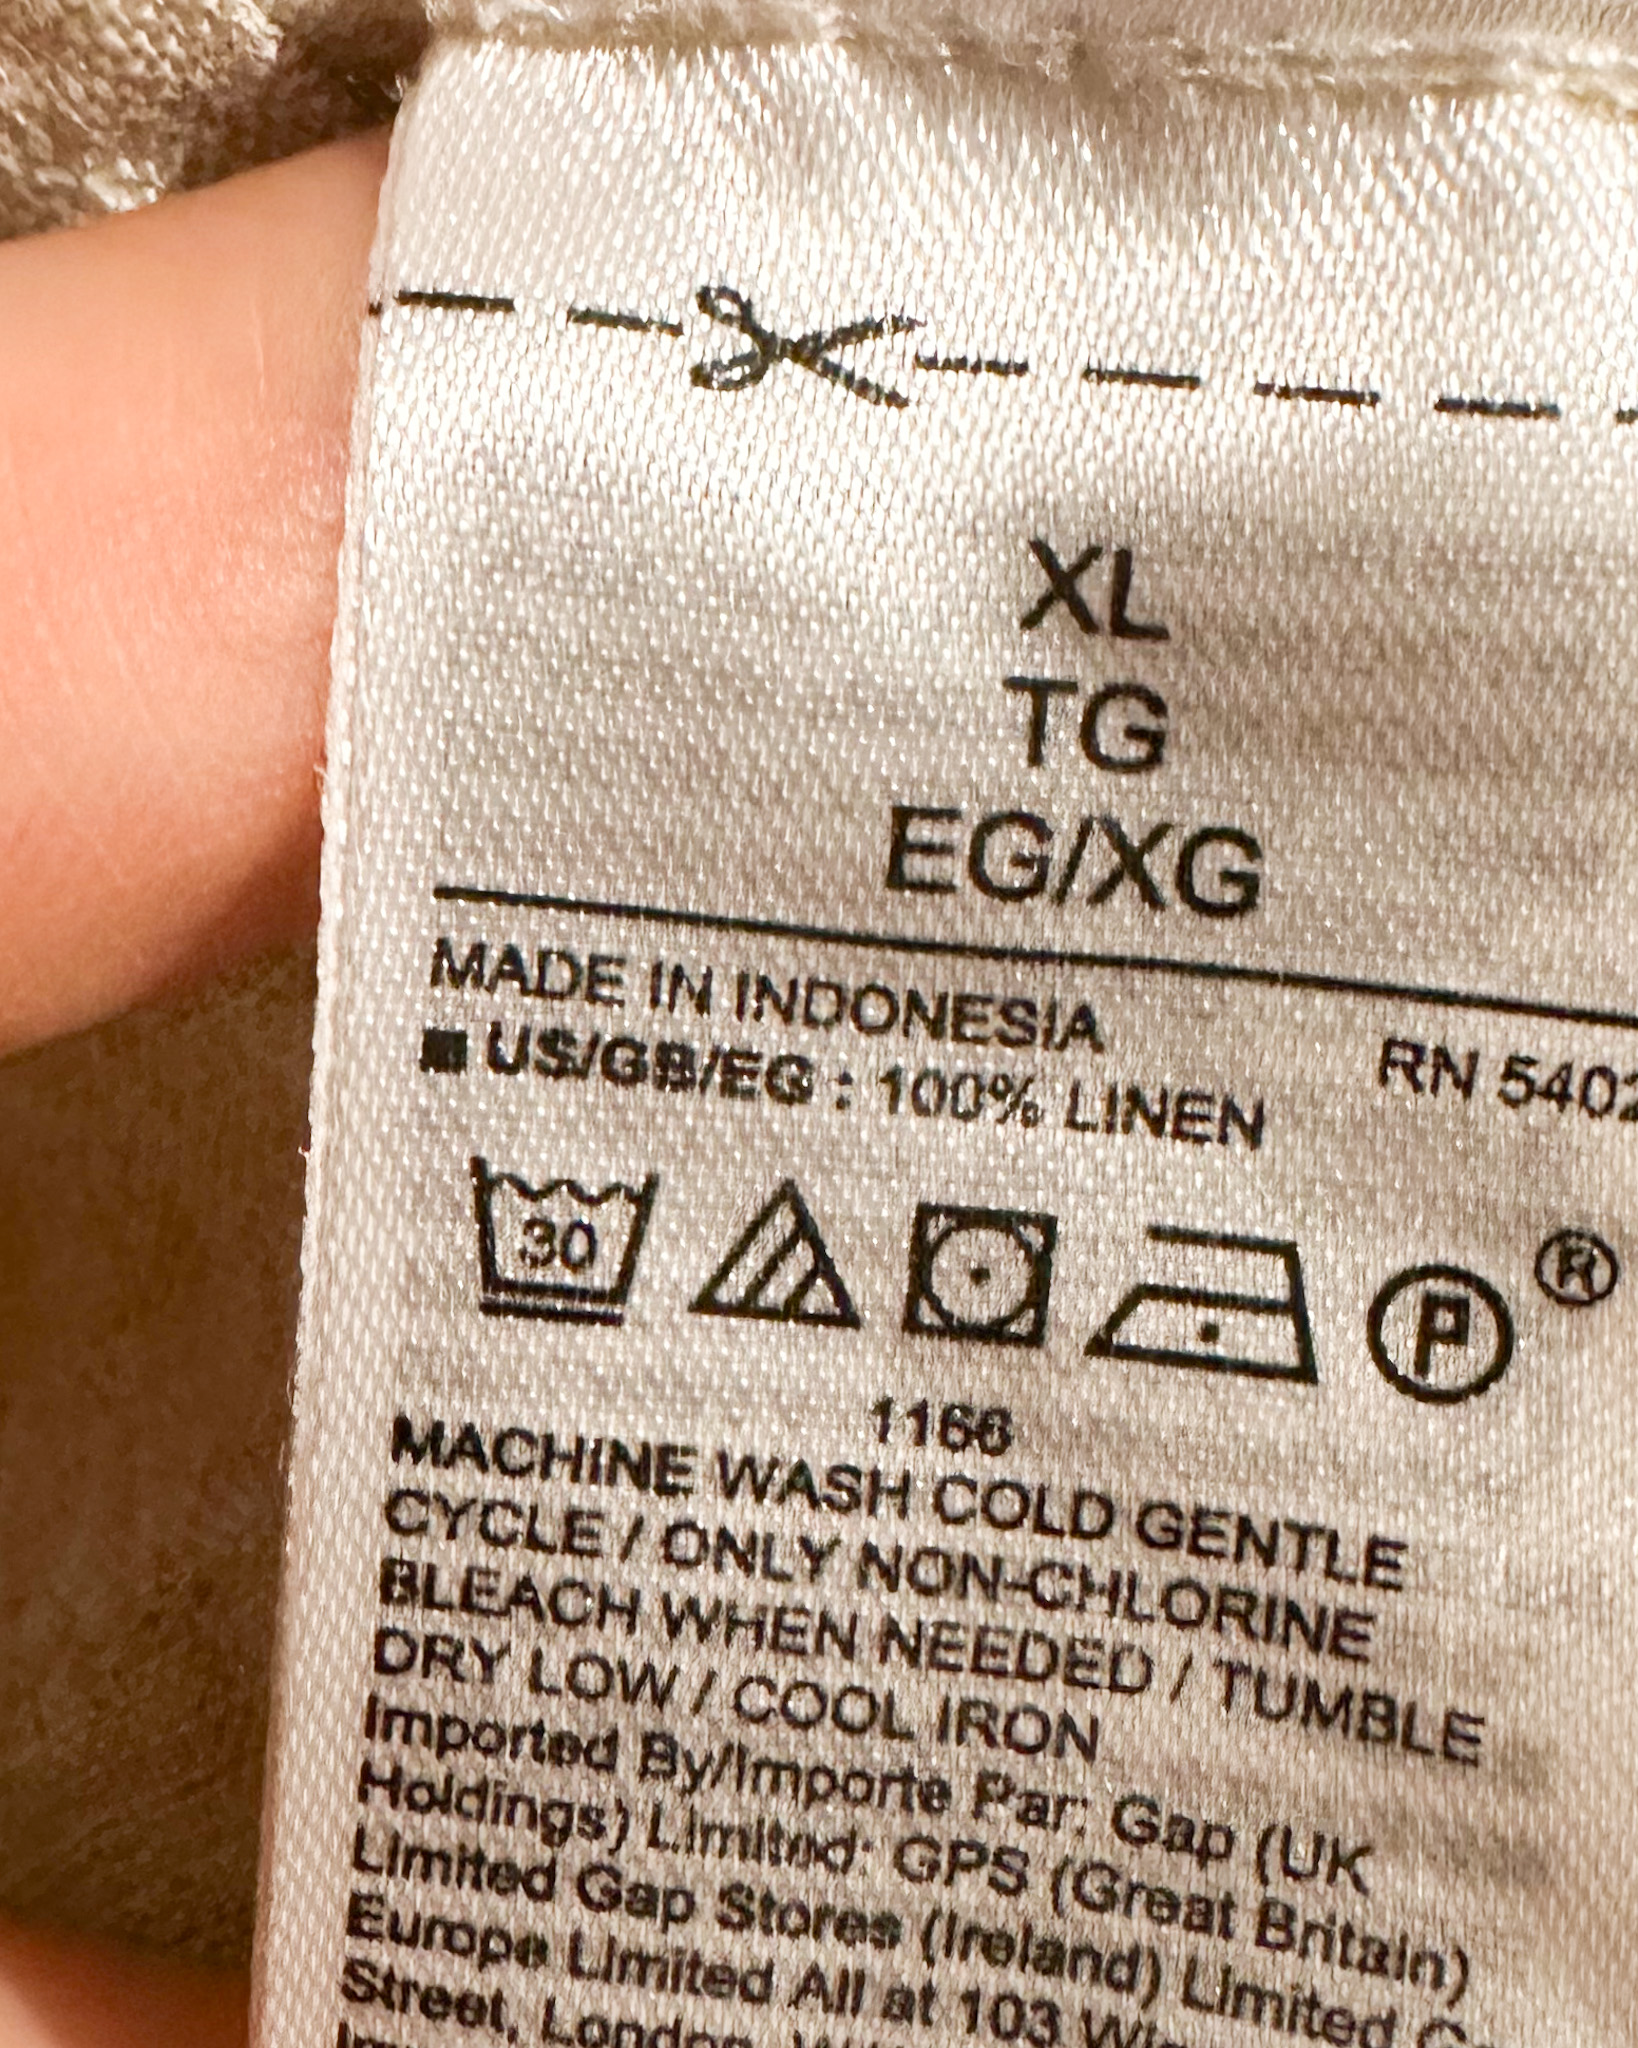 XL
TG
EG/XG
MADE IN INDONESIA RN 5402
■ US/GB/EG : 100% LINEN
30 P ®
1166
MACHINE WASH COLD GENTLE
CYCLE / ONLY NON-CHLORINE
BLEACH WHEN NEEDED / TUMBLE
DRY LOW / COOL IRON
Imported By/Importe Par: Gap (UK
Holdings) Limited: GPS (Great Britain)
Limited Gap Stores (Ireland) Limited
Europe Limited All at 103
Street, London,